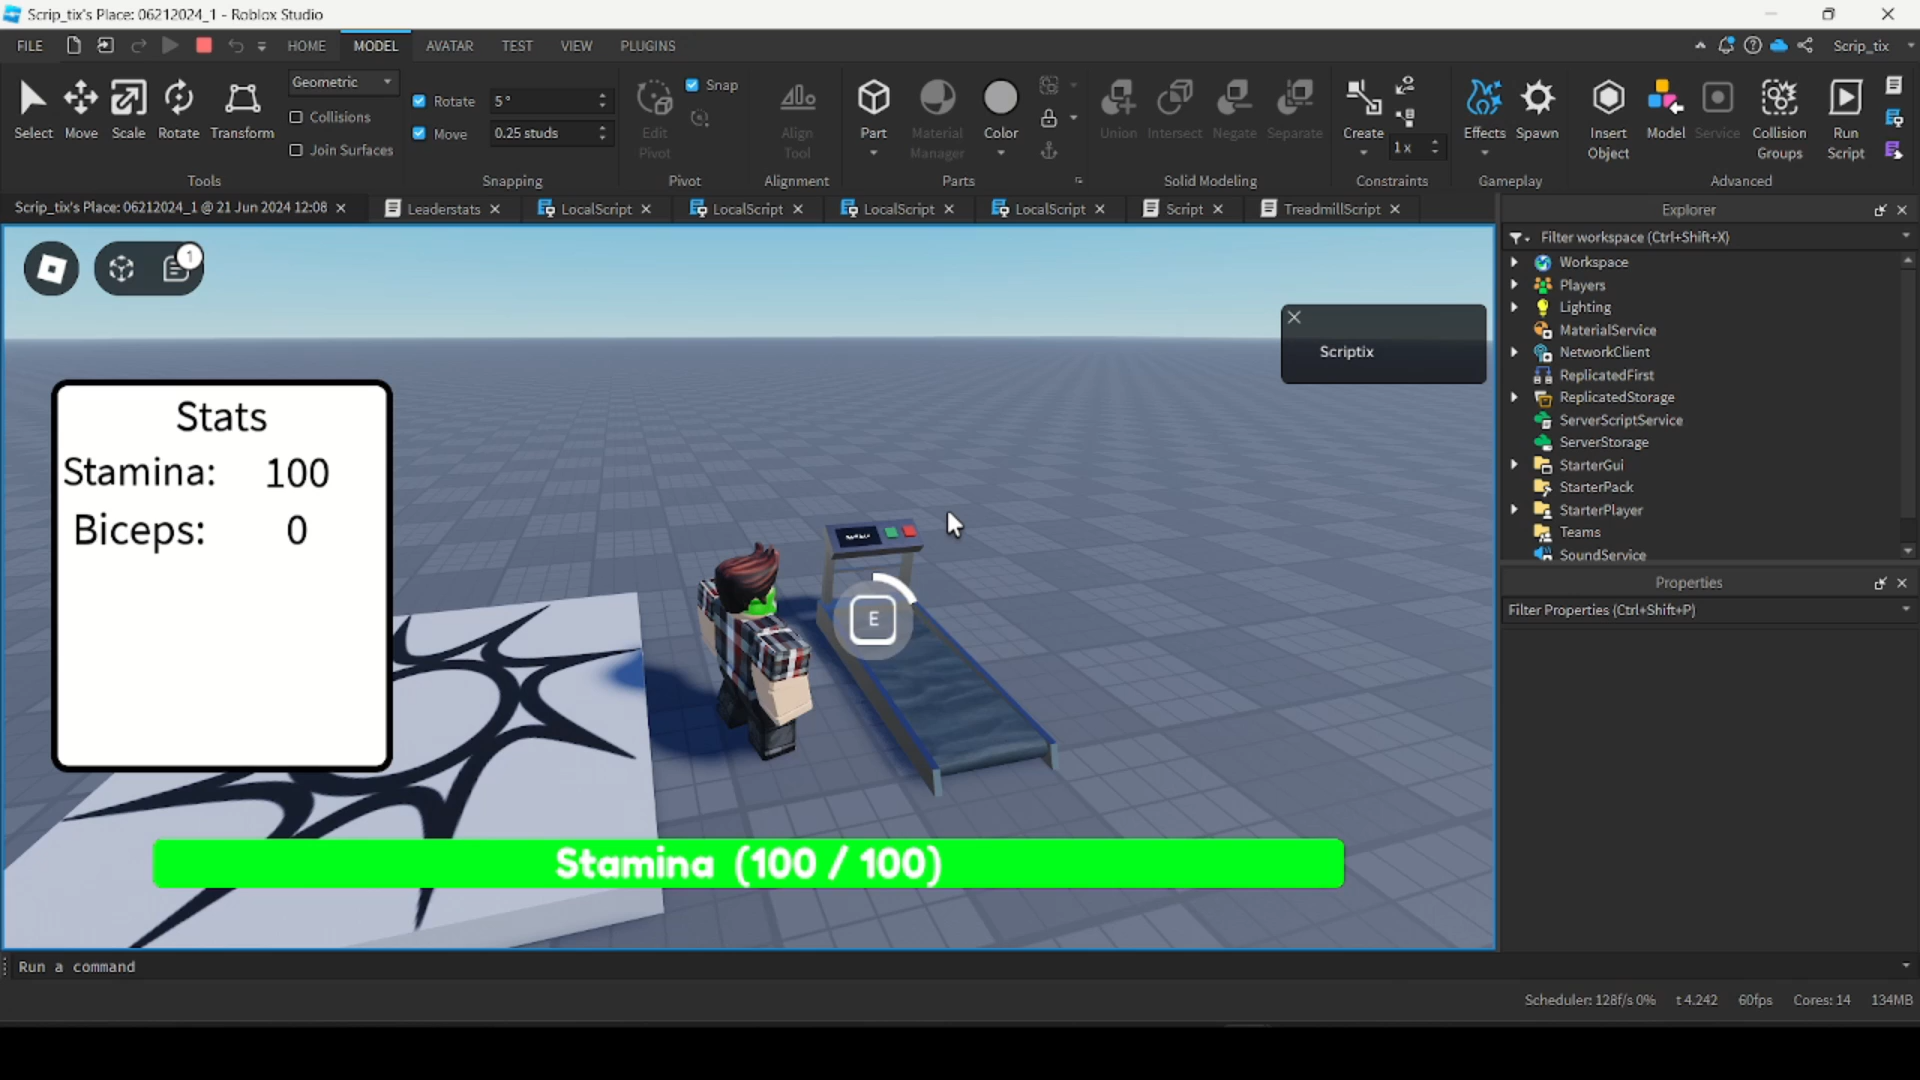 Scrip_tix's Place: 06212024_1 - Roblox Studio
FILE HOME MODEL AVATAR TEST VIEW PLUGINS Scrip_tix
Select Move Scale Rotate Transform
Geometric
Collisions
Join Surfaces
Tools
Rotate 5 °
Move 0.25 studs
Snapping
Edit Pivot
Snap
Pivot
Align Tool
Alignment
Part
Material Manager
Color
Parts
Union Intersect Negate Separate
Solid Modeling
Create
1 x
Constraints
Effects Spawn
Gameplay
Insert Object
Model
Service
Collision Groups
Run Script
Advanced
Scrip_tix's Place: 06212024_1 @ 21 Jun 2024 12:08 Leaderstats LocalScript LocalScript LocalScript LocalScript Script TreadmillScript
1
Scriptix
Stats
Stamina: 100
Biceps: 0
E
Stamina (100 / 100)
Explorer
Filter workspace (Ctrl+Shift+X)
Workspace
Players
Lighting
MaterialService
NetworkClient
ReplicatedFirst
ReplicatedStorage
ServerScriptService
ServerStorage
StarterGui
StarterPack
StarterPlayer
Teams
SoundService
Properties
Filter Properties (Ctrl+Shift+P)
Run a command
Scheduler: 128f/s 0% t 4.242 60fps Cores: 14 134MB